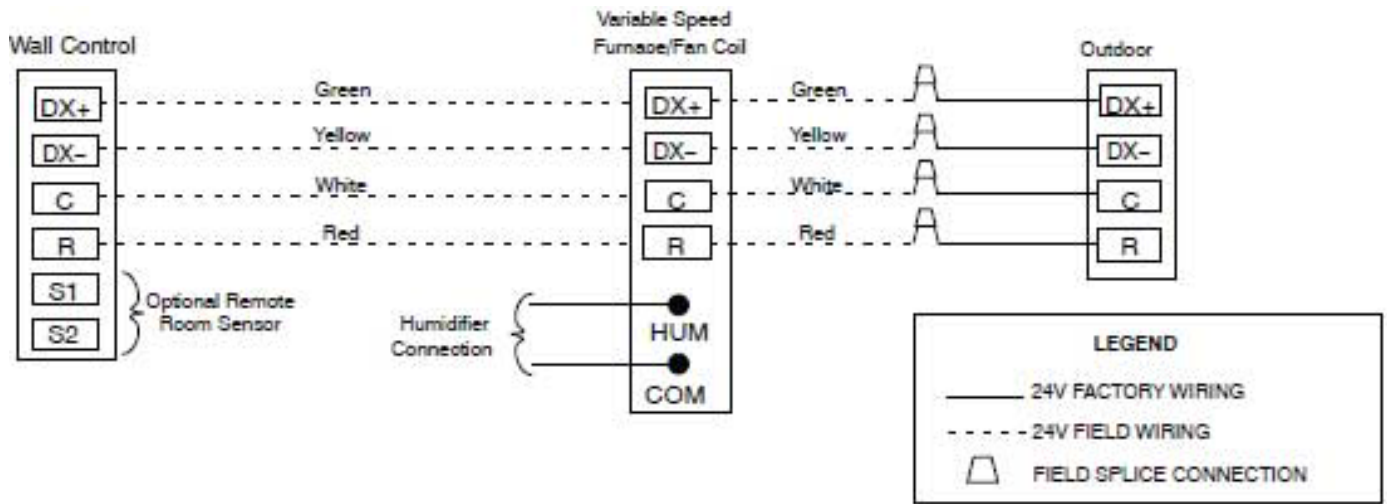 Variable Speed
Wall Control
Furnase/Fan Coil
Outdoor
DX+ Green DX+ Green DX+
DX− Yellow DX− Yellow DX−
C White C White C
R Red R Red R
S1
Optional Remote
Room Sensor
S2
Humidifier
Connection
HUM
COM
LEGEND
24V FACTORY WIRING
24V FIELD WIRING
FIELD SPLICE CONNECTION